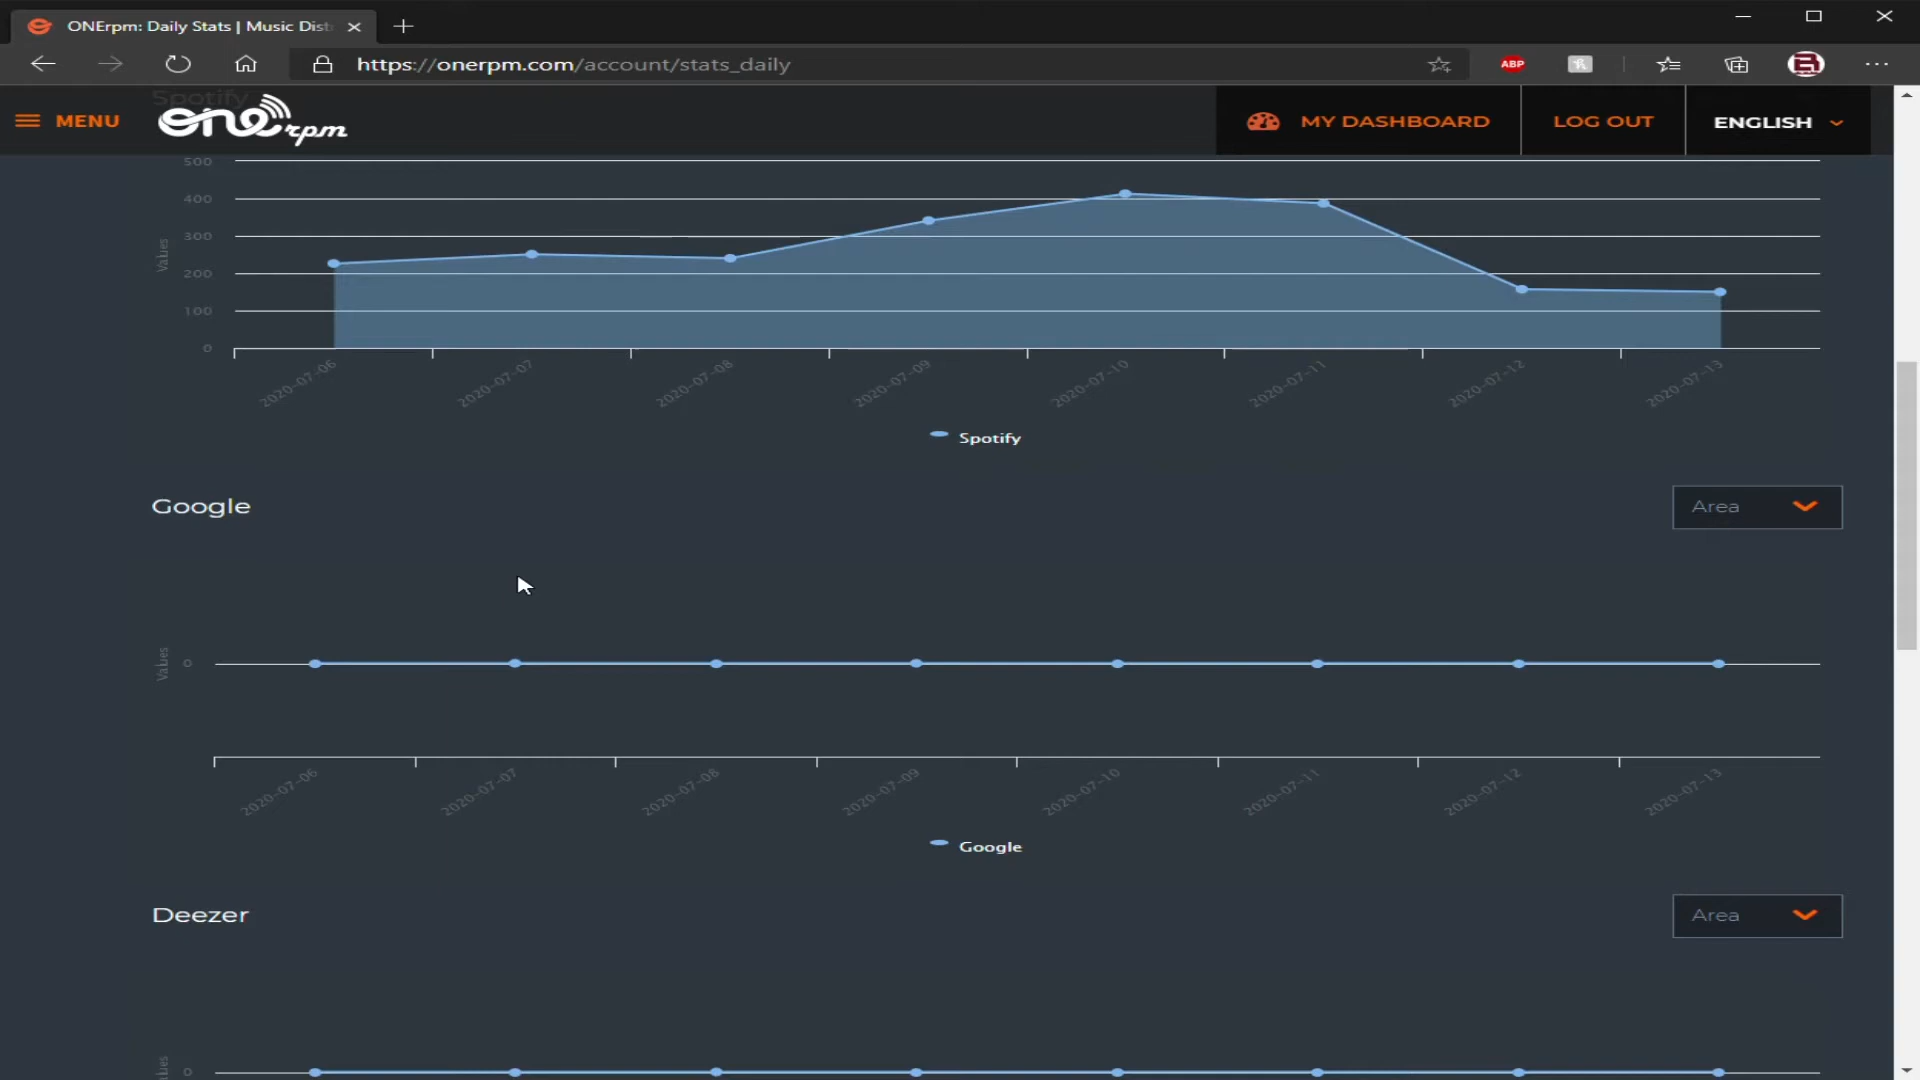 ONErpm: Daily Stats | Music Dist
https://onerpm.com/account/stats_daily
ABP
Spotify
MENU
onerpm
MY DASHBOARD
LOG OUT
ENGLISH
500
400
300
200
100
0
Values
2020-07-06
2020-07-07
2020-07-08
2020-07-09
2020-07-10
2020-07-11
2020-07-12
2020-07-13
Spotify
Google
Area
Values
0
2020-07-06
2020-07-07
2020-07-08
2020-07-09
2020-07-10
2020-07-11
2020-07-12
2020-07-13
Google
Deezer
Area
0